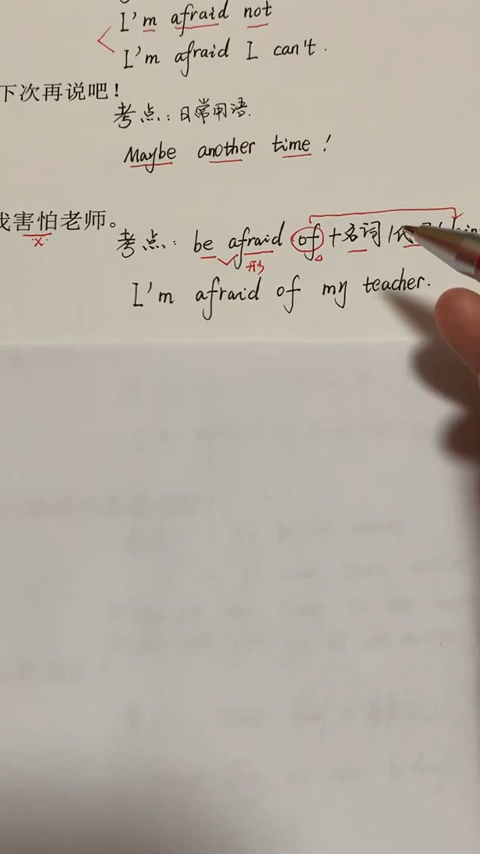 I'm afraid not
I'm afraid I can't.
下次再说吧！
考点：日常用语.
Maybe another time！
害怕老师。
考点：be afraid of +名词/代
形
I'm afraid of my teacher.